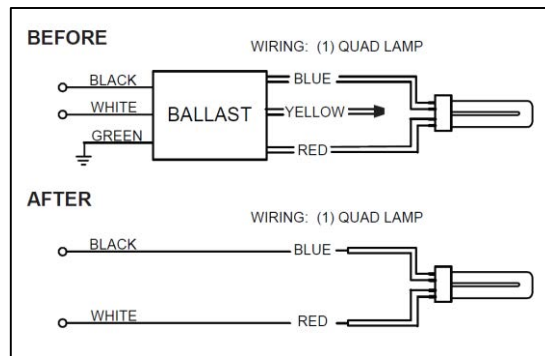 BEFORE
WIRING: (1) QUAD LAMP
BLACK
BLUE
WHITE
BALLAST
YELLOW
GREEN
RED
AFTER
WIRING: (1) QUAD LAMP
BLACK
BLUE
WHITE
RED